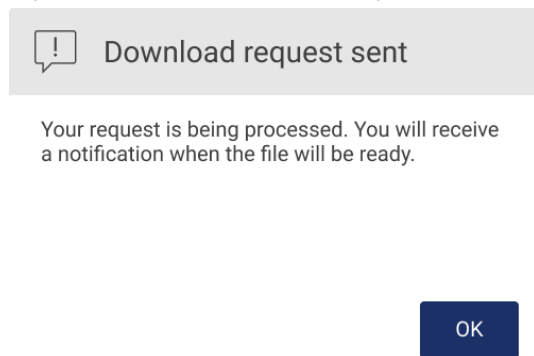 Download request sent
Your request is being processed. You will receive
a notification when the file will be ready.
OK